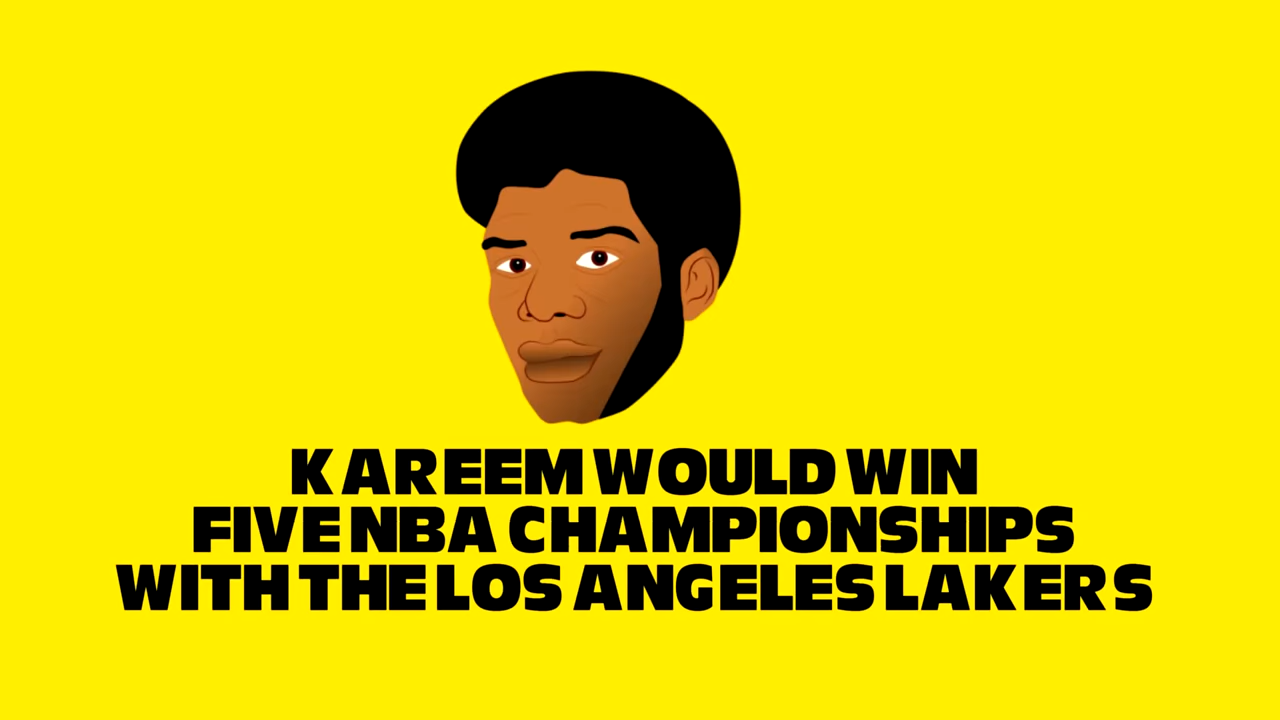 KAREEM WOULD WIN
FIVE NBA CHAMPIONSHIPS
WITH THE LOS ANGELES LAKERS